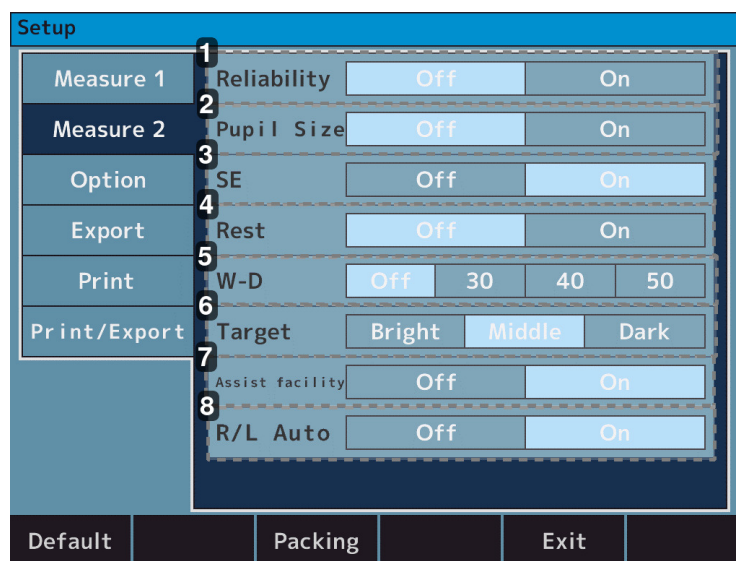 Setup
Measure 1
Measure 2
Option
Export
Print
Print/Export
1 Reliability Off On
2 Pupil Size Off On
3 SE Off On
4 Rest Off On
5 W-D Off 30 40 50
6 Target Bright Middle Dark
7 Assist facility Off On
8 R/L Auto Off On
Default Packing Exit